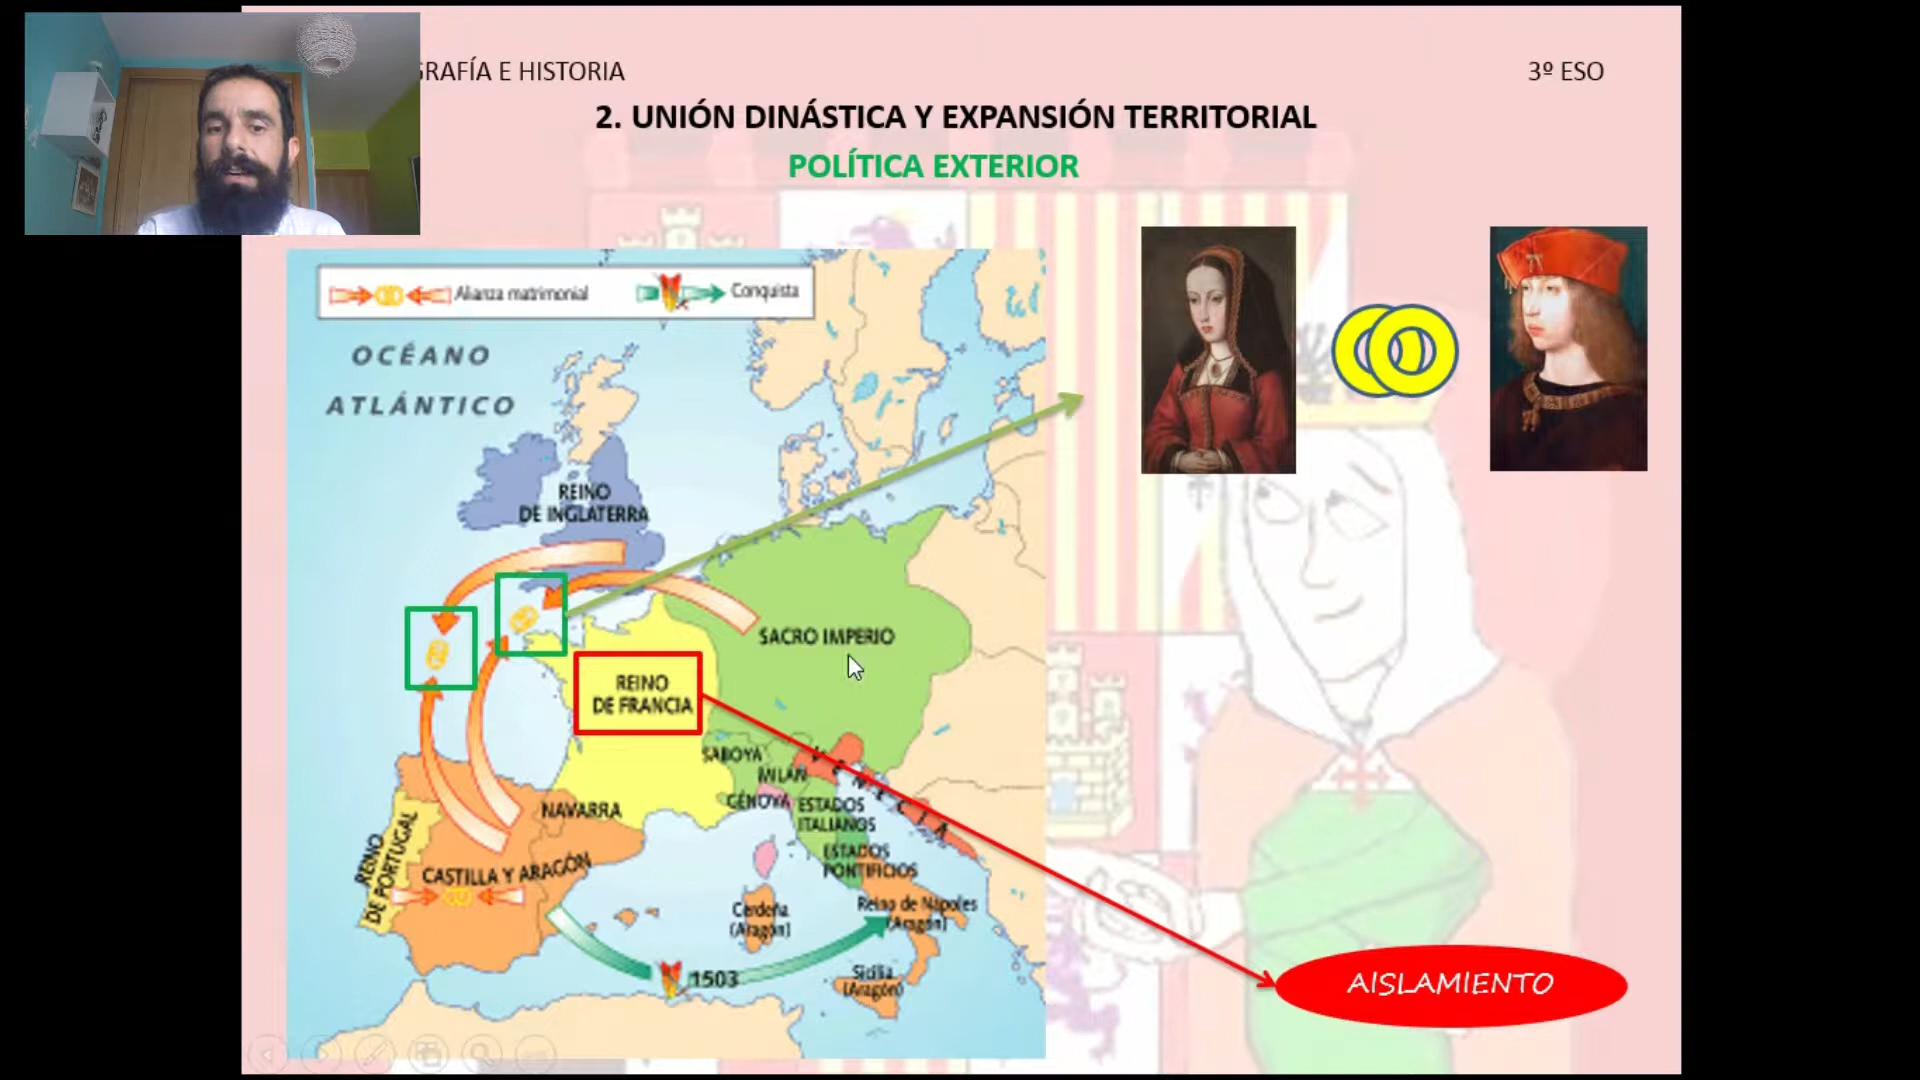 GRAFÍA E HISTORIA
3º ESO
2. UNIÓN DINÁSTICA Y EXPANSIÓN TERRITORIAL
POLÍTICA EXTERIOR
Alianza matrimonial
Conquista
OCÉANO
ATLÁNTICO
REINO
DE INGLATERRA
SACRO IMPERIO
REINO
DE FRANCIA
SABOYA
MILÁN
VENECIA
GÉNOVA
ESTADOS
ITALIANOS
NAVARRA
REINO
DE PORTUGAL
CASTILLA Y ARAGÓN
ESTADOS
PONTIFICIOS
Cerdeña
(Aragón)
Reino de Nápoles
(Aragón)
1503
Sicilia
(Aragón)
AISLAMIENTO